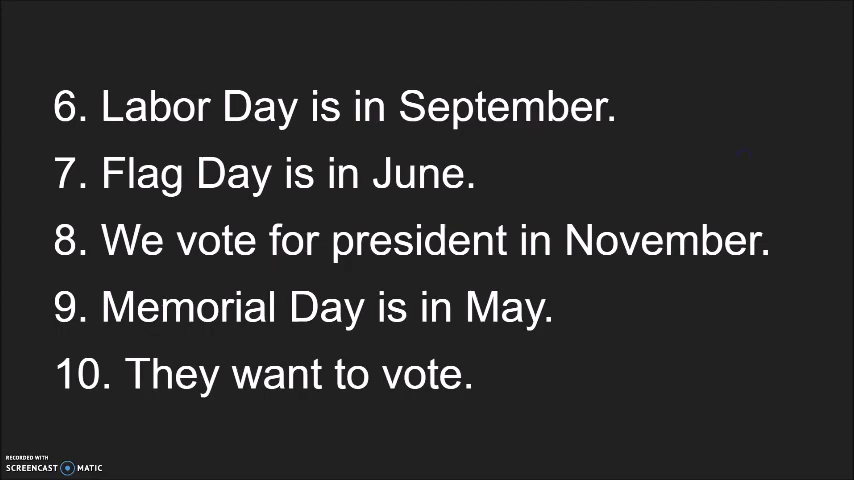 6. Labor Day is in September.
7. Flag Day is in June.
8. We vote for president in November.
9. Memorial Day is in May.
10. They want to vote.
RECORDED WITH
SCREENCAST MATIC